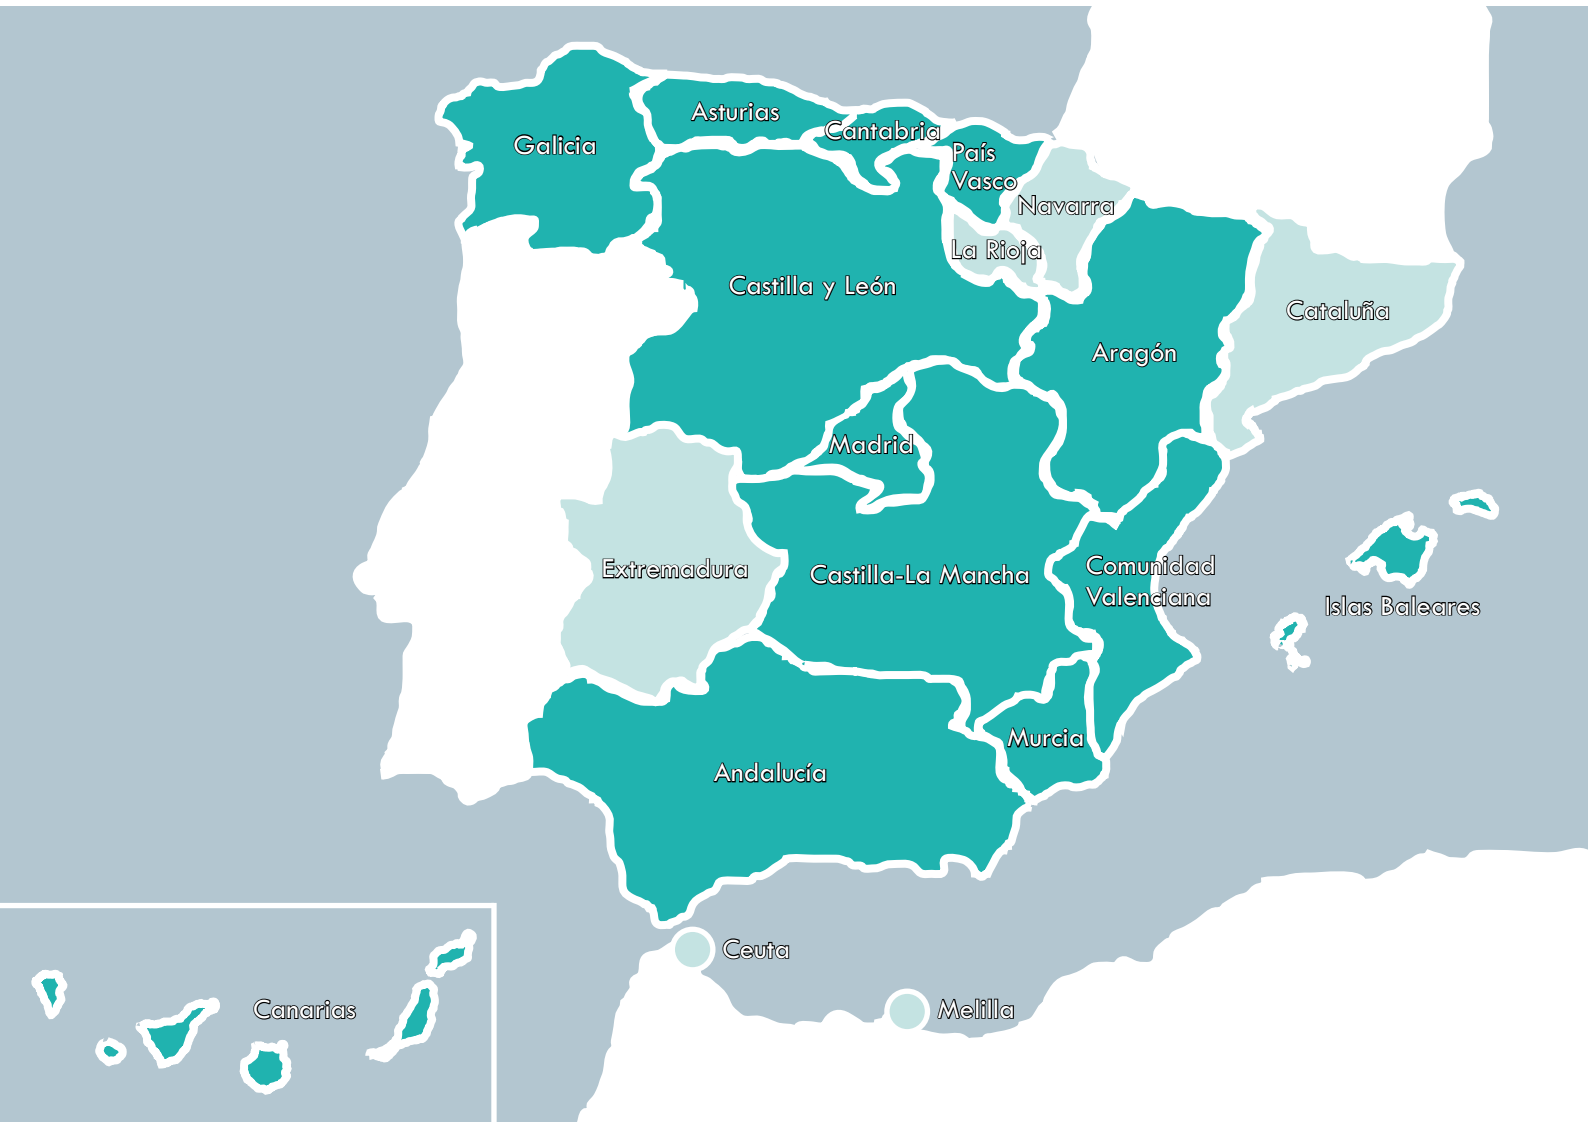 Asturias
Cantabria
Galicia
País
Vasco
Navarra
La Rioja
Castilla y León
Cataluña
Aragón
Madrid
Extremadura
Castilla-La Mancha
Comunidad
Valenciana
Islas Baleares
Murcia
Andalucía
Ceuta
Canarias
Melilla